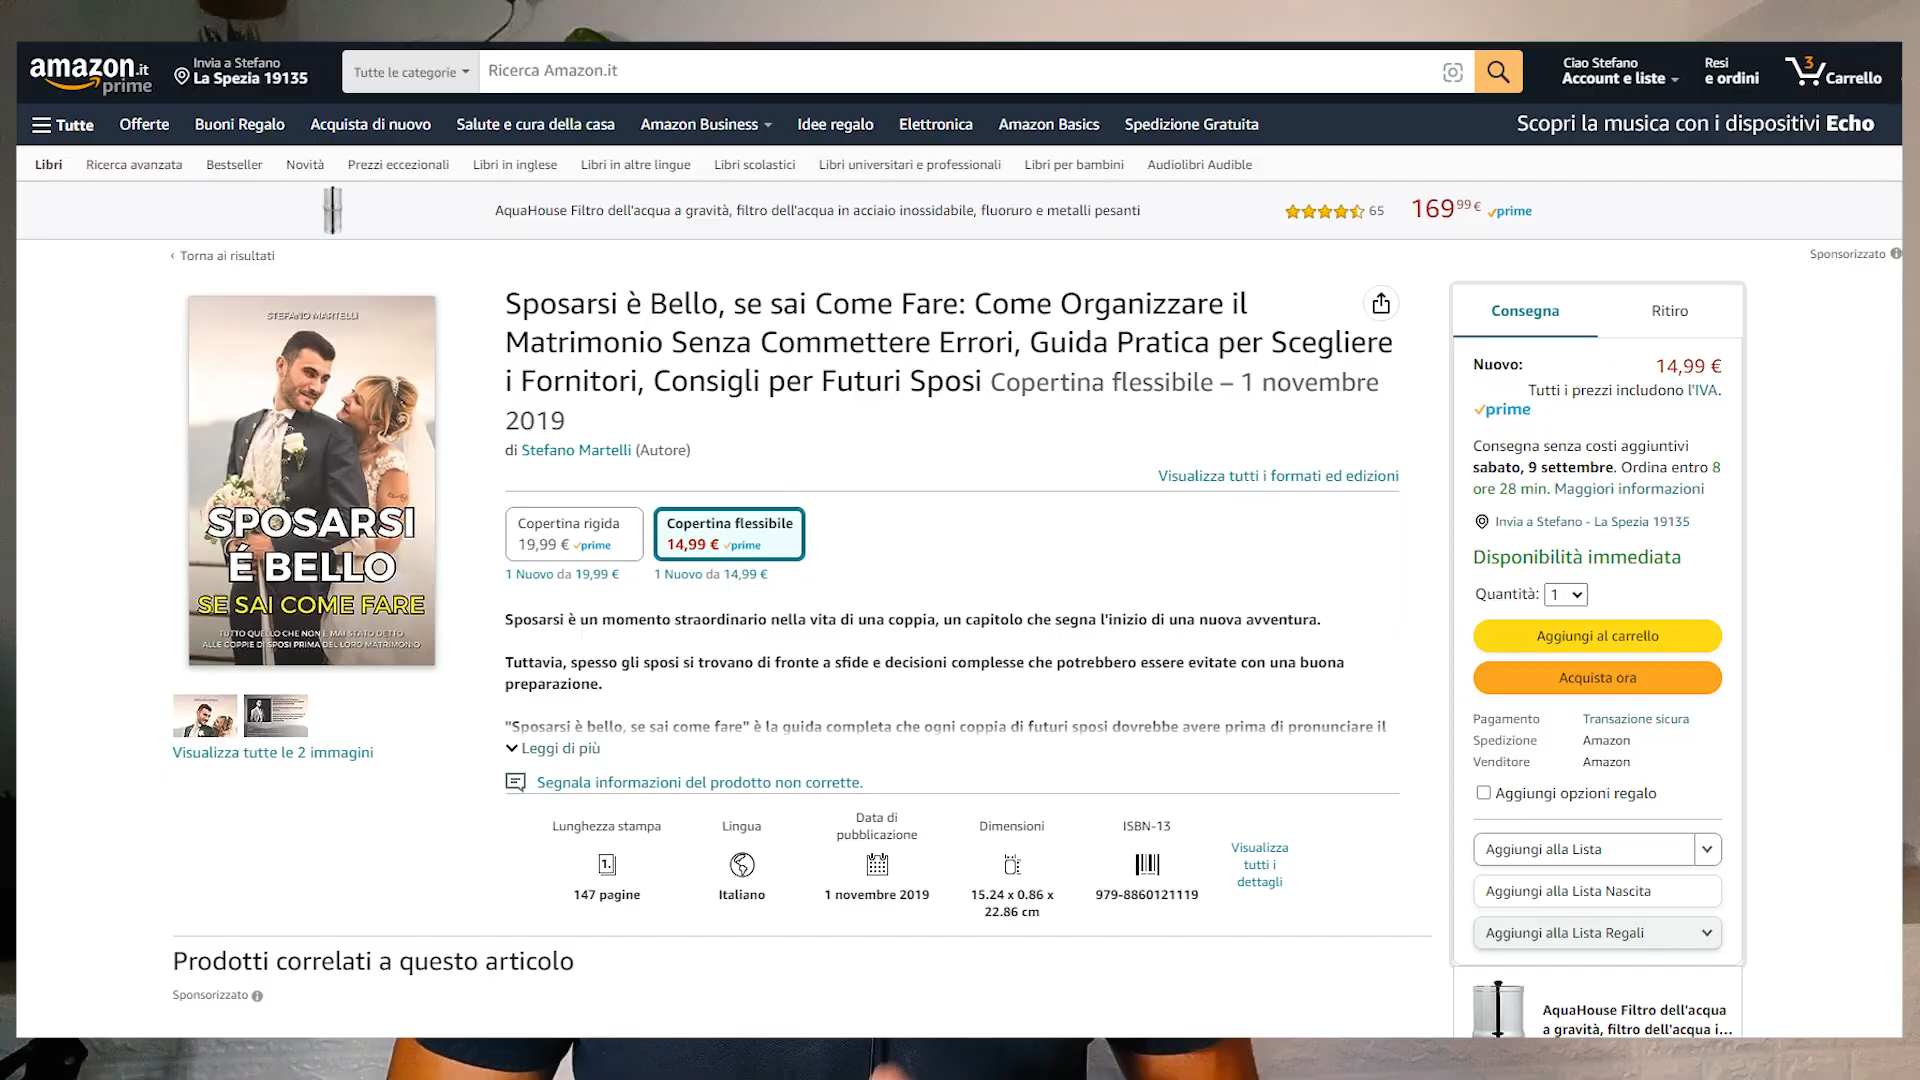 amazon.it
prime
Invia a Stefano
La Spezia 19135
Tutte le categorie
Ricerca Amazon.it
Ciao Stefano
Account e liste
Resi
e ordini
3
Carrello
Tutte
Offerte
Buoni Regalo
Acquista di nuovo
Salute e cura della casa
Amazon Business
Idee regalo
Elettronica
Amazon Basics
Spedizione Gratuita
Scopri la musica con i dispositivi Echo
Libri
Ricerca avanzata
Bestseller
Novità
Prezzi eccezionali
Libri in inglese
Libri in altre lingue
Libri scolastici
Libri universitari e professionali
Libri per bambini
Audiolibri Audible
AquaHouse Filtro dell'acqua a gravità, filtro dell'acqua in acciaio inossidabile, fluoruro e metalli pesanti
65
169 99 €
prime
‹ Torna ai risultati
Sponsorizzato
STEFANO MARTELLI
SPOSARSI
É BELLO
SE SAI COME FARE
TUTTO QUELLO CHE NON È MAI STATO DETTO
ALLE COPPIE DI SPOSI PRIMA DEL LORO MATRIMONIO
Visualizza tutte le 2 immagini
Sposarsi è Bello, se sai Come Fare: Come Organizzare il
Matrimonio Senza Commettere Errori, Guida Pratica per Scegliere
i Fornitori, Consigli per Futuri Sposi Copertina flessibile – 1 novembre
2019
di Stefano Martelli (Autore)
Visualizza tutti i formati ed edizioni
Copertina rigida
19,99 € prime
1 Nuovo da 19,99 €
Copertina flessibile
14,99 € prime
1 Nuovo da 14,99 €
Sposarsi è un momento straordinario nella vita di una coppia, un capitolo che segna l'inizio di una nuova avventura.
Tuttavia, spesso gli sposi si trovano di fronte a sfide e decisioni complesse che potrebbero essere evitate con una buona
preparazione.
"Sposarsi è bello, se sai come fare" è la guida completa che ogni coppia di futuri sposi dovrebbe avere prima di pronunciare il
Leggi di più
Segnala informazioni del prodotto non corrette.
Lunghezza stampa
1.
147 pagine
Lingua
Italiano
Data di
pubblicazione
1 novembre 2019
Dimensioni
15.24 x 0.86 x
22.86 cm
ISBN-13
979-8860121119
Visualizza
tutti i
dettagli
Prodotti correlati a questo articolo
Sponsorizzato
Consegna
Ritiro
Nuovo:
14,99 €
Tutti i prezzi includono l'IVA.
prime
Consegna senza costi aggiuntivi
sabato, 9 settembre. Ordina entro 8
ore 28 min. Maggiori informazioni
Invia a Stefano - La Spezia 19135
Disponibilità immediata
Quantità: 1
Aggiungi al carrello
Acquista ora
Pagamento
Transazione sicura
Spedizione
Amazon
Venditore
Amazon
Aggiungi opzioni regalo
Aggiungi alla Lista
Aggiungi alla Lista Nascita
Aggiungi alla Lista Regali
AquaHouse Filtro dell'acqua
a gravità, filtro dell'acqua i...